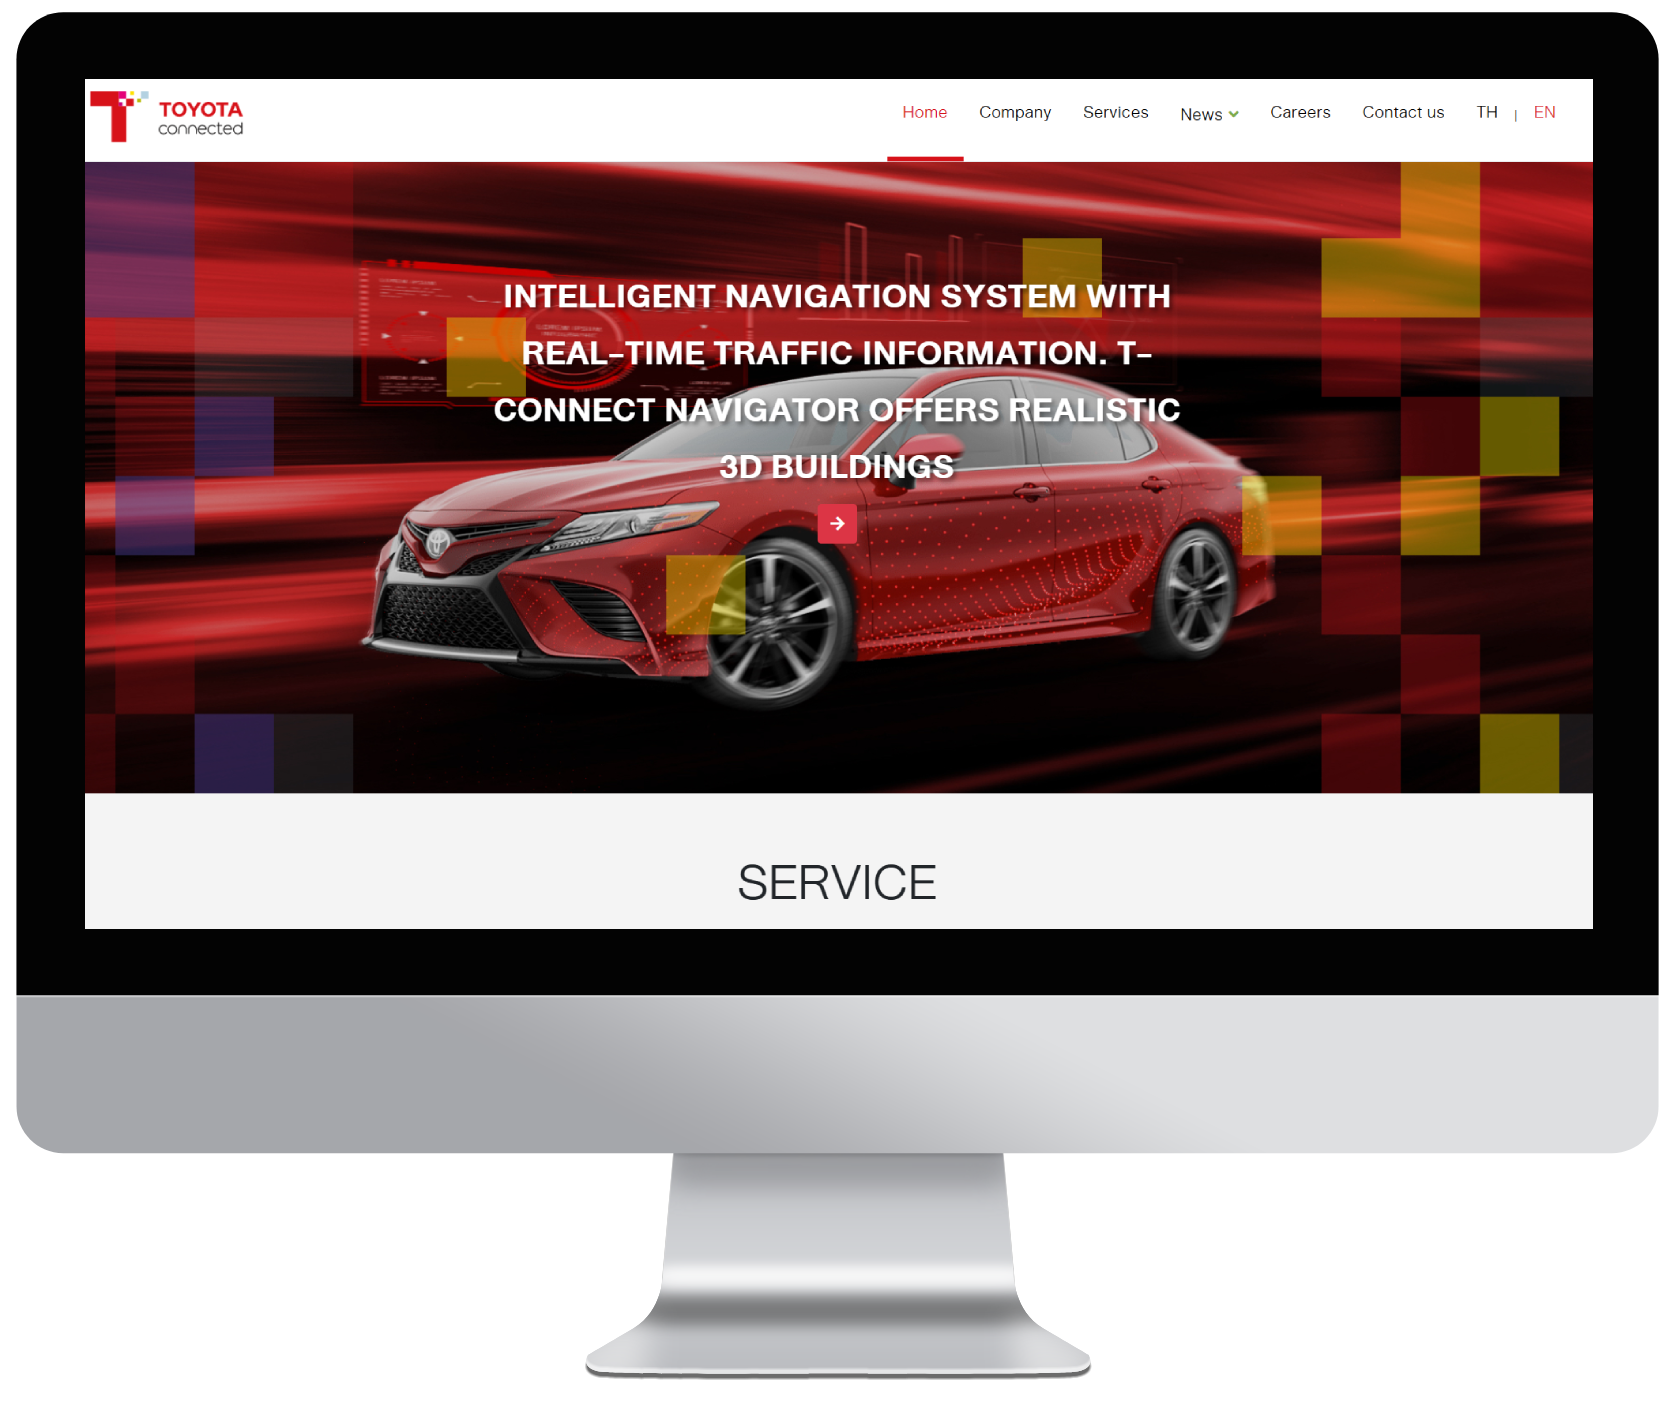 TOYOTA
connected
Home Company Services News Careers Contact us TH | EN
INTELLIGENT NAVIGATION SYSTEM WITH
REAL-TIME TRAFFIC INFORMATION. T-
CONNECT NAVIGATOR OFFERS REALISTIC
3D BUILDINGS
SERVICE